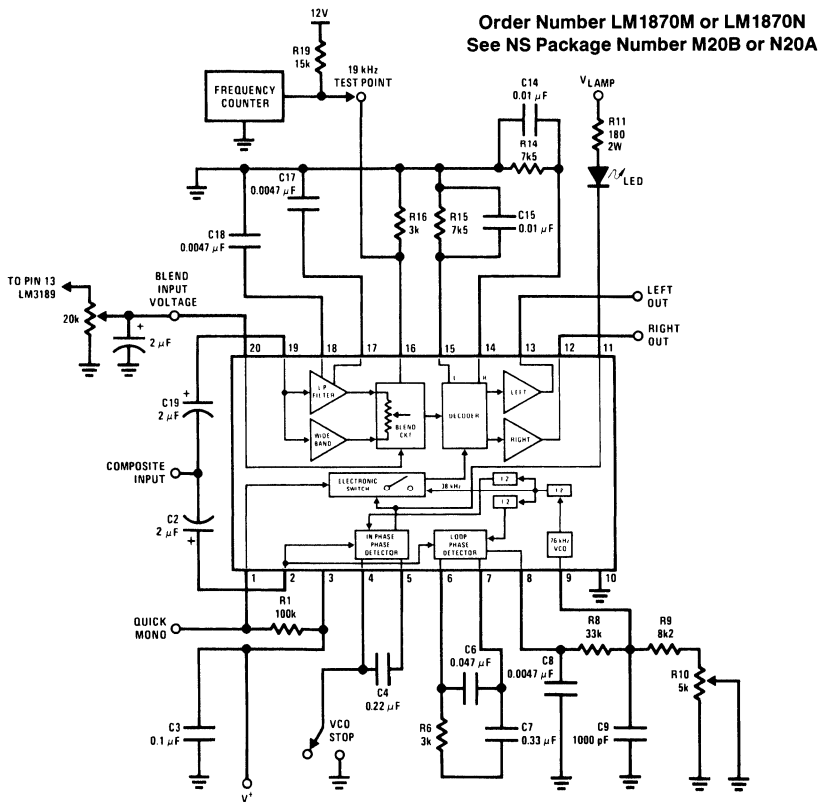 Order Number LM1870M or LM1870N
See NS Package Number M20B or N20A
12V
R19
15k
19 kHz
TEST POINT
FREQUENCY
COUNTER
C14
0.01 µF
R14
7k5
VLAMP
R11
180
2W
LED
C17
0.0047 µF
C18
0.0047 µF
R16
3k
R15
7k5
C15
0.01 µF
TO PIN 13
LM3189
20k
BLEND
INPUT
VOLTAGE
+
2 µF
LEFT
OUT
RIGHT
OUT
20 19 18 17 16 15 14 13 12 11
C19
2 µF
+
LP
FILTER
WIDE
BAND
BLEND
CKT
DECODER
L
R
LEFT
RIGHT
COMPOSITE
INPUT
ELECTRONIC
SWITCH
38 kHz
C2
2 µF
+
IN PHASE
PHASE
DETECTOR
LOOP
PHASE
DETECTOR
76 kHz
VCO
1 2 3 4 5 6 7 8 9 10
QUICK
MONO
R1
100k
C3
0.1 µF
V+
VCO
STOP
C4
0.22 µF
C6
0.047 µF
R6
3k
C7
0.33 µF
C8
0.0047 µF
R8
33k
R9
8k2
R10
5k
C9
1000 pF